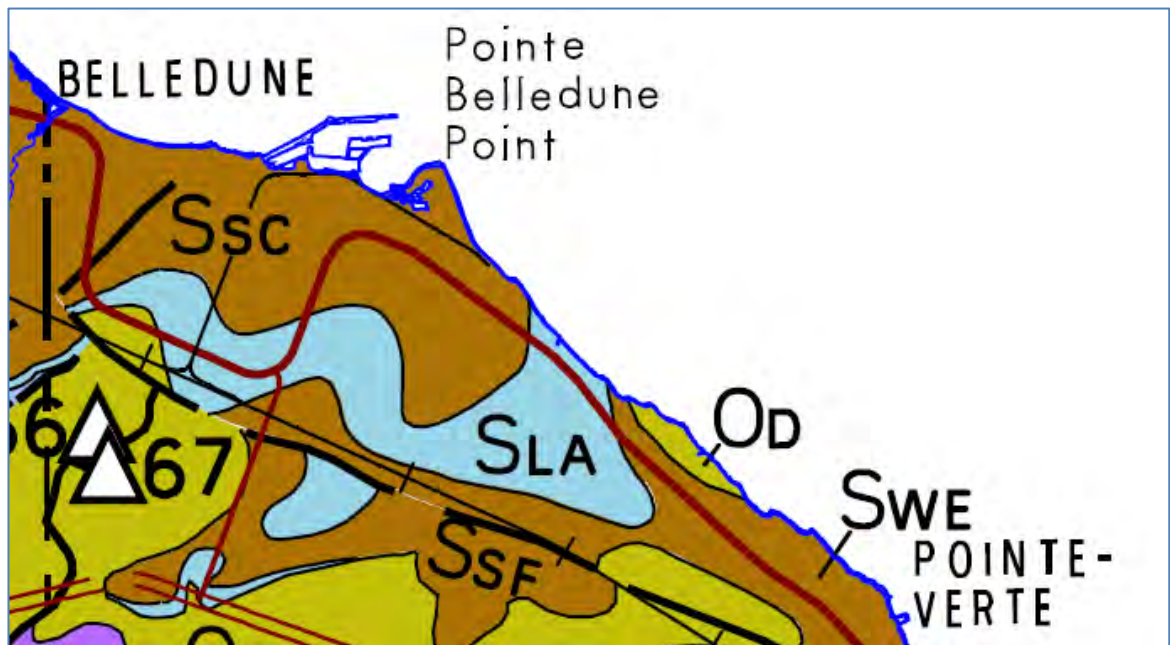 BELLEDUNE
Pointe
Belledune
Point
SSC
OD
SLA
67
SWE
SSF
POINTE-
VERTE